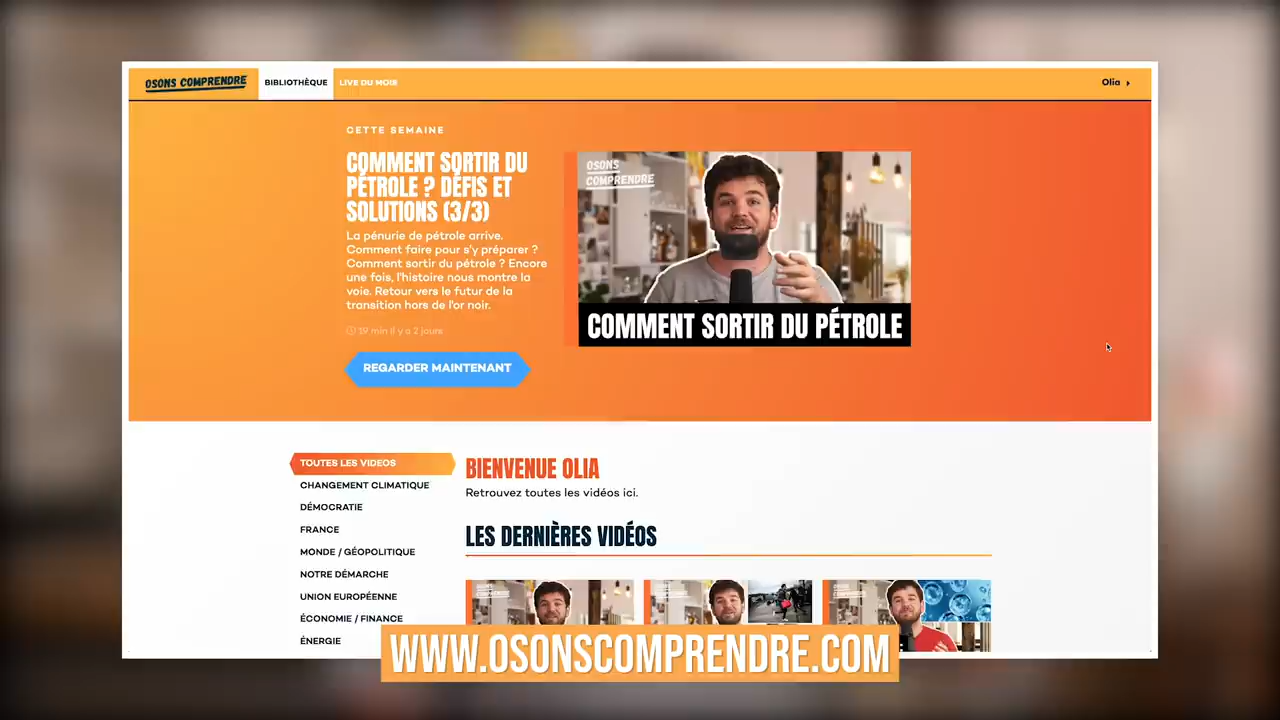 OSONS COMPRENDRE
BIBLIOTHÈQUE
LIVE DU MOIS
Olia
CETTE SEMAINE
COMMENT SORTIR DU
PÉTROLE ? DÉFIS ET
SOLUTIONS (3/3)
La pénurie de pétrole arrive.
Comment faire pour s'y préparer ?
Comment sortir du pétrole ? Encore
une fois, l'histoire nous montre la
voie. Retour vers le futur de la
transition hors de l'or noir.
19 min Il y a 2 jours
REGARDER MAINTENANT
OSONS
COMPRENDRE
COMMENT SORTIR DU PÉTROLE
TOUTES LES VIDEOS
CHANGEMENT CLIMATIQUE
DÉMOCRATIE
FRANCE
MONDE / GÉOPOLITIQUE
NOTRE DÉMARCHE
UNION EUROPÉENNE
ÉCONOMIE / FINANCE
ÉNERGIE
BIENVENUE OLIA
Retrouvez toutes les vidéos ici.
LES DERNIÈRES VIDÉOS
WWW.OSONSCOMPRENDRE.COM